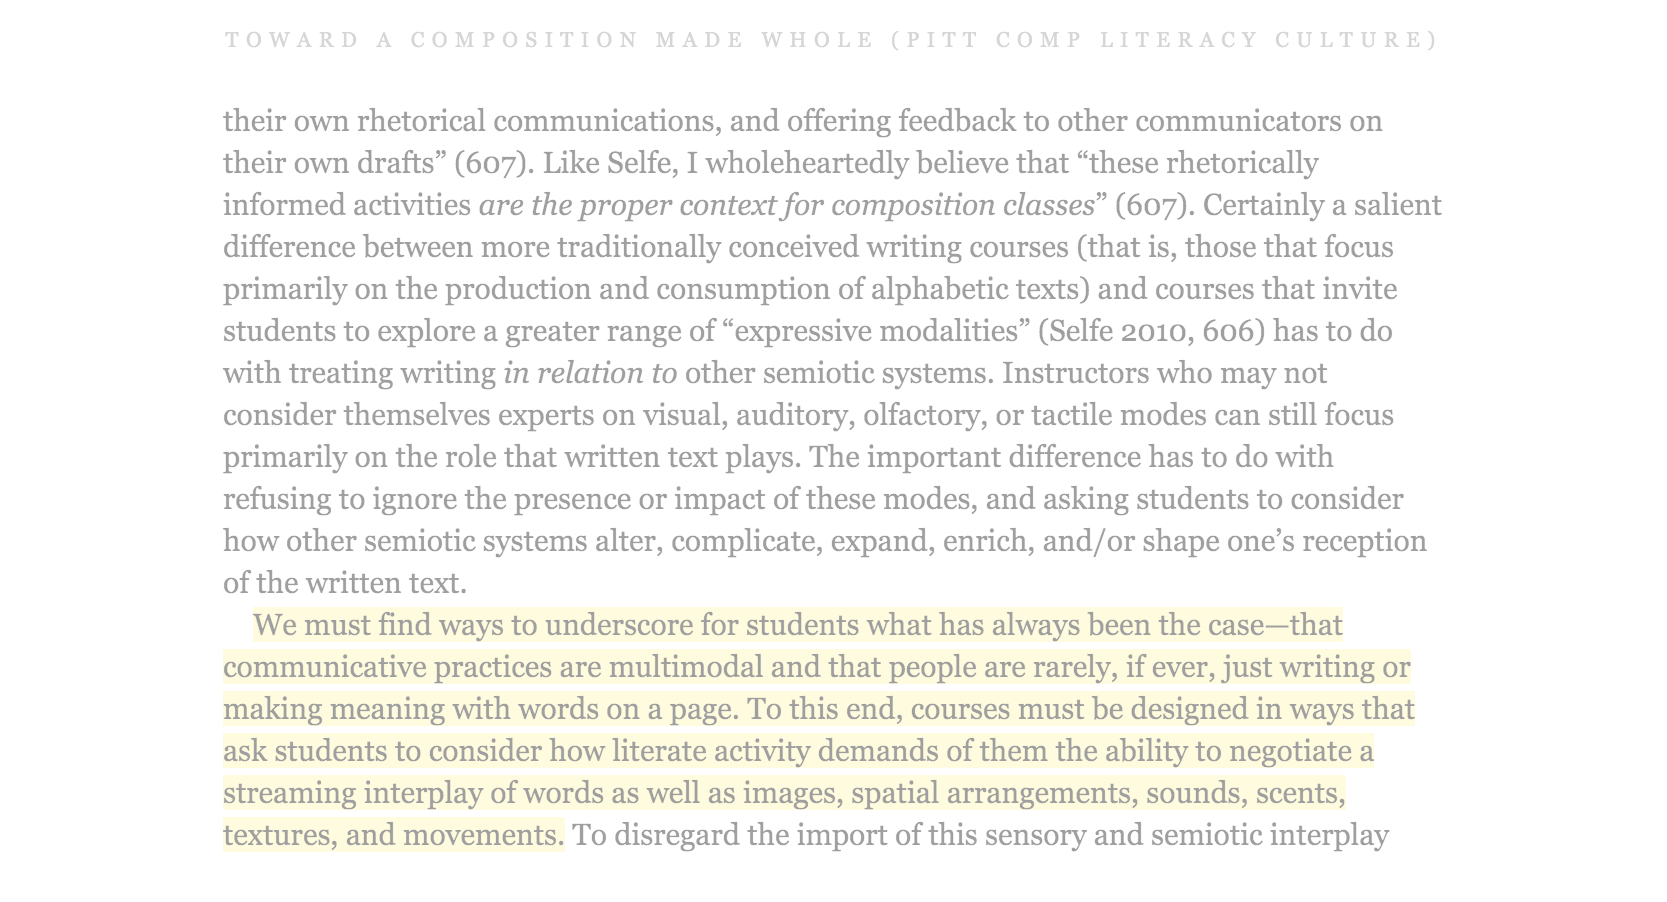 TOWARD A COMPOSITION MADE WHOLE (PITT COMP LITERACY CULTURE)
their own rhetorical communications, and offering feedback to other communicators on
their own drafts” (607). Like Selfe, I wholeheartedly believe that “these rhetorically
informed activities are the proper context for composition classes” (607). Certainly a salient
difference between more traditionally conceived writing courses (that is, those that focus
primarily on the production and consumption of alphabetic texts) and courses that invite
students to explore a greater range of “expressive modalities” (Selfe 2010, 606) has to do
with treating writing in relation to other semiotic systems. Instructors who may not
consider themselves experts on visual, auditory, olfactory, or tactile modes can still focus
primarily on the role that written text plays. The important difference has to do with
refusing to ignore the presence or impact of these modes, and asking students to consider
how other semiotic systems alter, complicate, expand, enrich, and/or shape one’s reception
of the written text.
We must find ways to underscore for students what has always been the case—that
communicative practices are multimodal and that people are rarely, if ever, just writing or
making meaning with words on a page. To this end, courses must be designed in ways that
ask students to consider how literate activity demands of them the ability to negotiate a
streaming interplay of words as well as images, spatial arrangements, sounds, scents,
textures, and movements. To disregard the import of this sensory and semiotic interplay